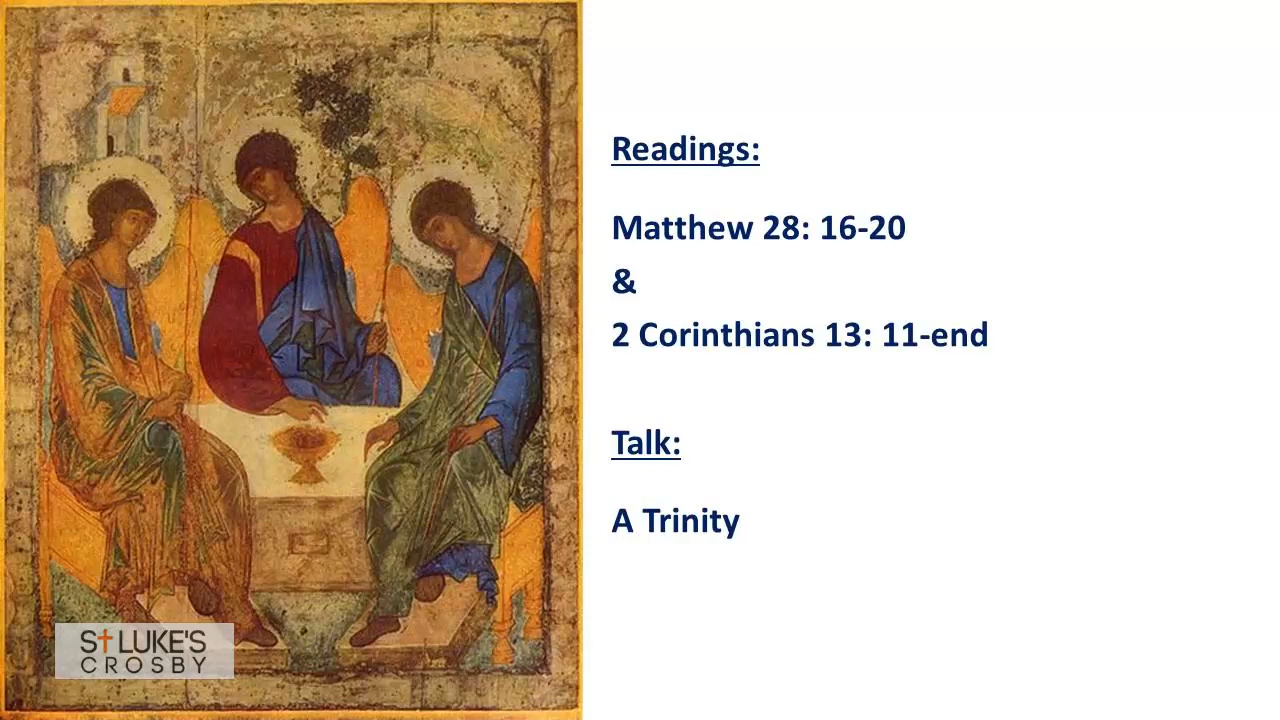 Readings:
Matthew 28: 16-20
&
2 Corinthians 13: 11-end
Talk:
A Trinity
ST LUKE'S
CROSBY